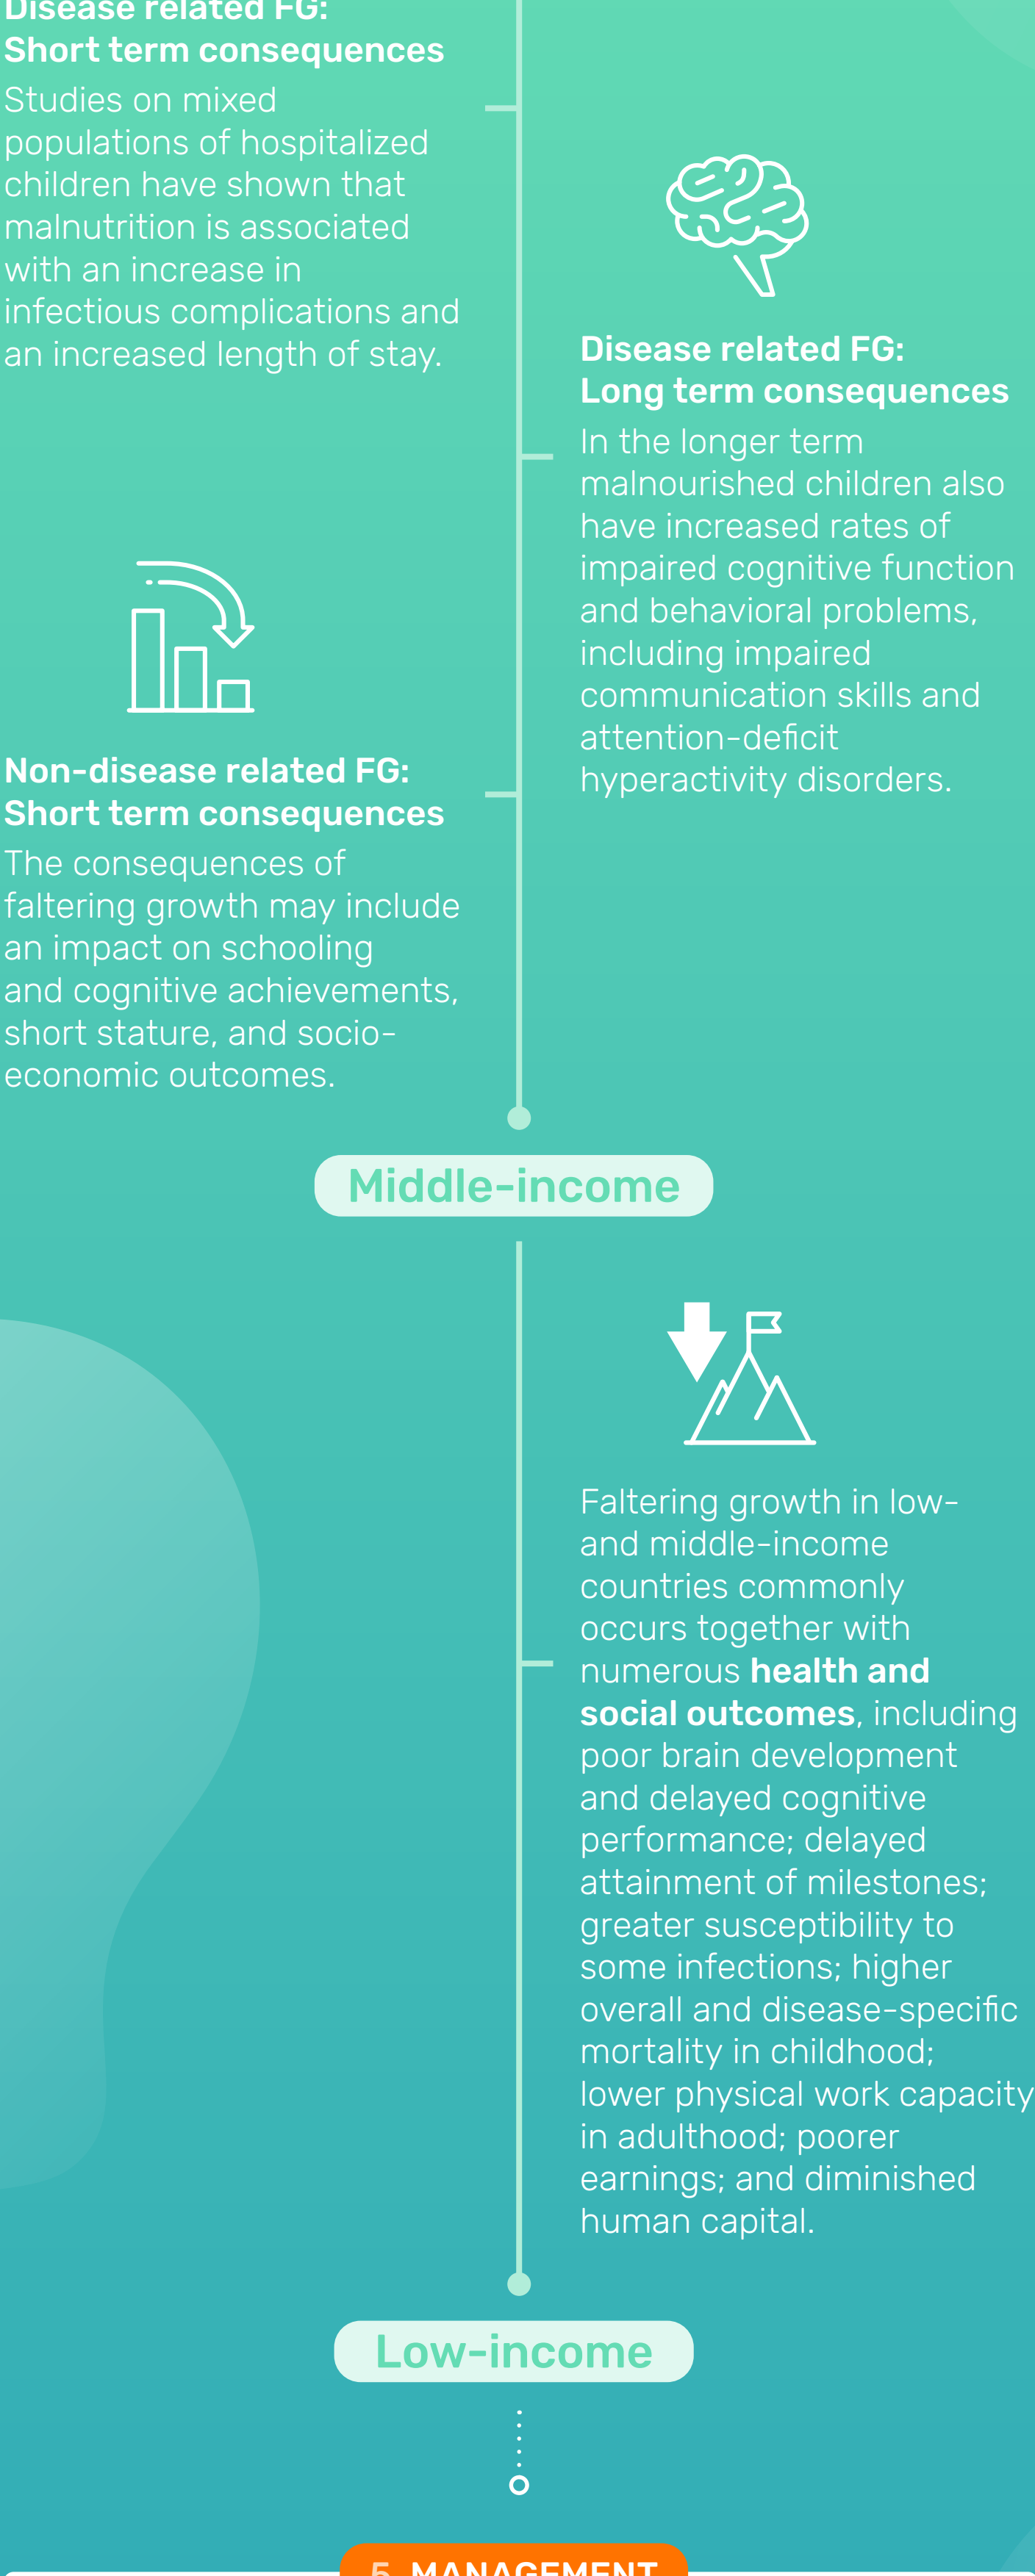 Disease related FG:
Short term consequences
Studies on mixed
populations of hospitalized
children have shown that
malnutrition is associated
with an increase in
infectious complications and
an increased length of stay.
Disease related FG:
Long term consequences
In the longer term
malnourished children also
have increased rates of
impaired cognitive function
and behavioral problems,
including impaired
communication skills and
attention-deficit
hyperactivity disorders.
Non-disease related FG:
Short term consequences
The consequences of
faltering growth may include
an impact on schooling
and cognitive achievements,
short stature, and socio-
economic outcomes.
Middle-income
Faltering growth in low-
and middle-income
countries commonly
occurs together with
numerous health and
social outcomes, including
poor brain development
and delayed cognitive
performance; delayed
attainment of milestones;
greater susceptibility to
some infections; higher
overall and disease-specific
mortality in childhood;
lower physical work capacity
in adulthood; poorer
earnings; and diminished
human capital.
Low-income
5. MANAGEMENT